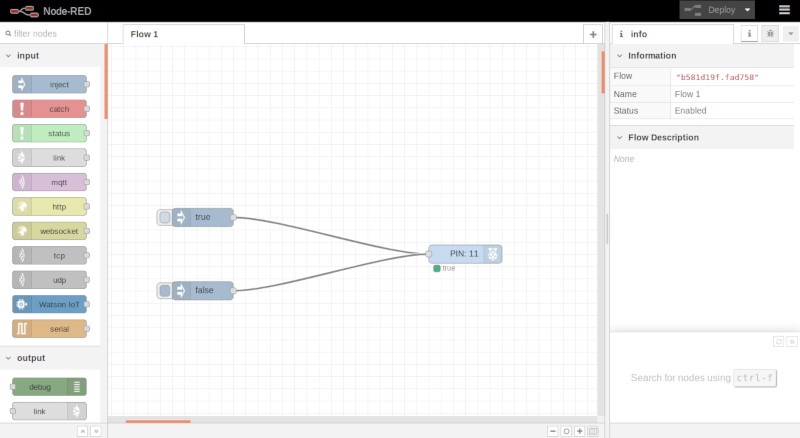 Node-RED
Deploy
filter nodes
Flow 1
info
input
inject
catch
status
link
mqtt
http
websocket
tcp
udp
Watson IoT
serial
output
debug
link
true
false
PIN: 11
true
Information
Flow "b581d19f.fad758"
Name Flow 1
Status Enabled
Flow Description
None
Search for nodes using ctrl-f